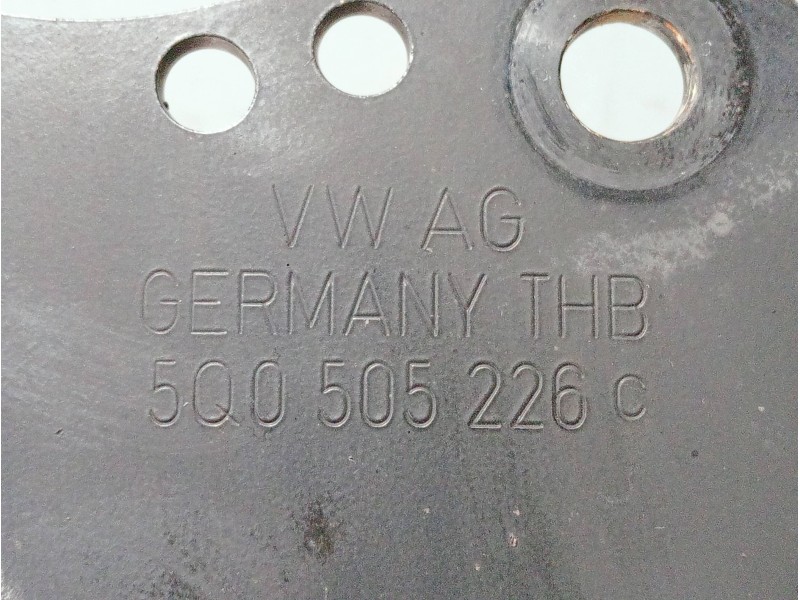 VW AG
GERMANY THB
5Q0 505 226 C